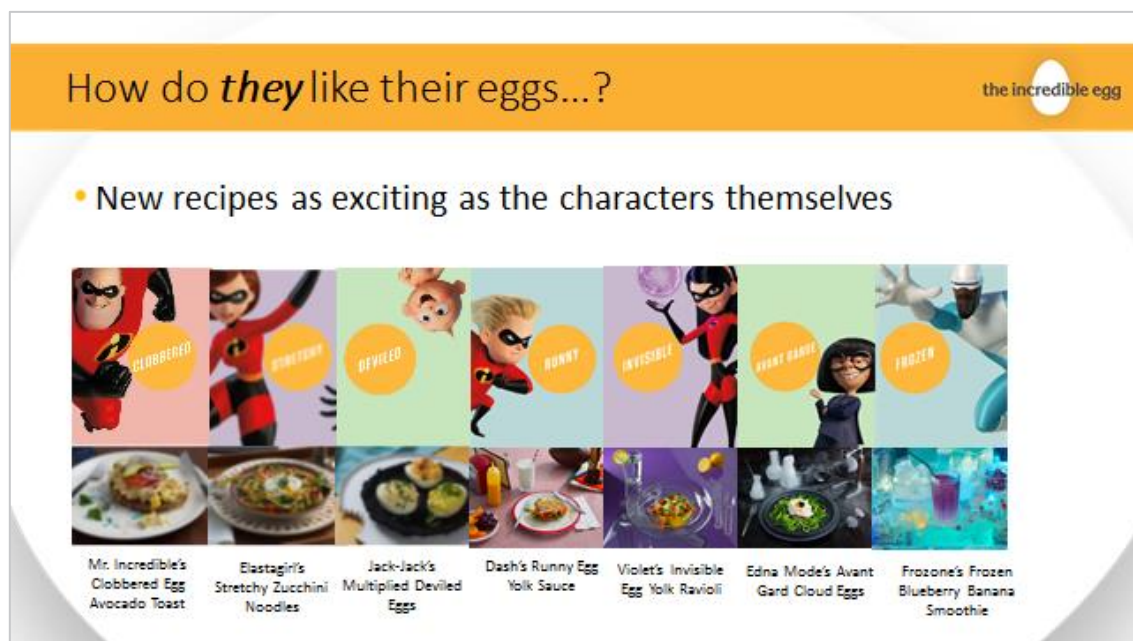 How do they like their eggs...?
the incredible egg
• New recipes as exciting as the characters themselves
CLOBBERED
STRETCHY
DEVILED
RUNNY
INVISIBLE
AVANT GARDE
FROZEN
Mr. Incredible's
Clobbered Egg
Avocado Toast
Elastagirl's
Stretchy Zucchini
Noodles
Jack-Jack's
Multiplied Deviled
Eggs
Dash's Runny Egg
Yolk Sauce
Violet's Invisible
Egg Yolk Ravioli
Edna Mode's Avant
Gard Cloud Eggs
Frozone's Frozen
Blueberry Banana
Smoothie